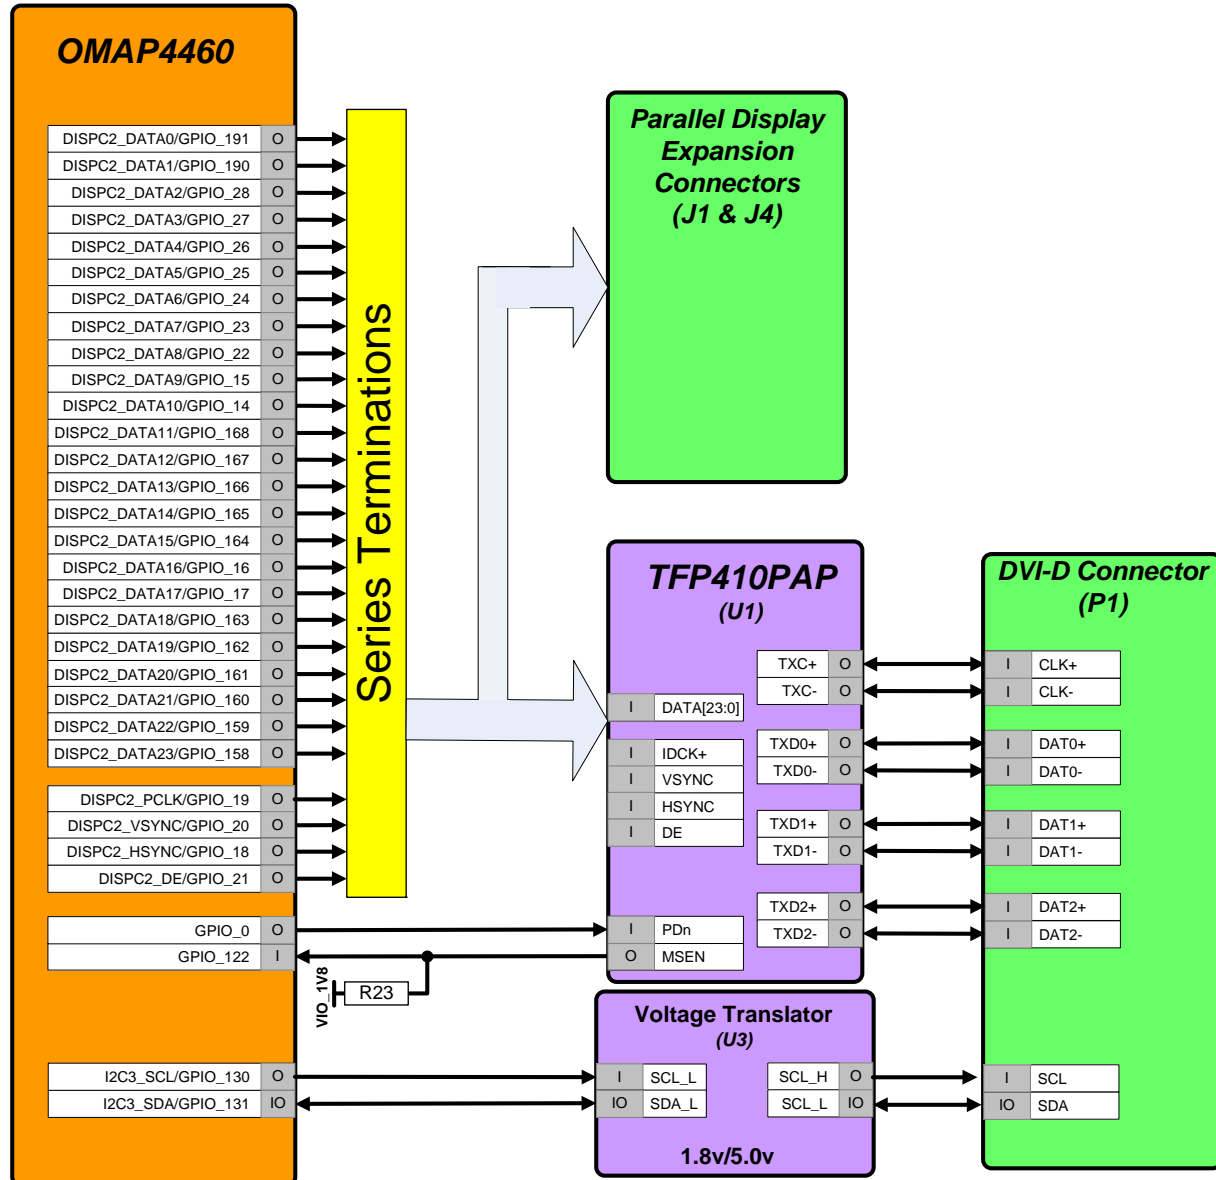 OMAP4460
DISPC2_DATA0/GPIO_191 O
DISPC2_DATA1/GPIO_190 O
DISPC2_DATA2/GPIO_28 O
DISPC2_DATA3/GPIO_27 O
DISPC2_DATA4/GPIO_26 O
DISPC2_DATA5/GPIO_25 O
DISPC2_DATA6/GPIO_24 O
DISPC2_DATA7/GPIO_23 O
DISPC2_DATA8/GPIO_22 O
DISPC2_DATA9/GPIO_15 O
DISPC2_DATA10/GPIO_14 O
DISPC2_DATA11/GPIO_168 O
DISPC2_DATA12/GPIO_167 O
DISPC2_DATA13/GPIO_166 O
DISPC2_DATA14/GPIO_165 O
DISPC2_DATA15/GPIO_164 O
DISPC2_DATA16/GPIO_16 O
DISPC2_DATA17/GPIO_17 O
DISPC2_DATA18/GPIO_163 O
DISPC2_DATA19/GPIO_162 O
DISPC2_DATA20/GPIO_161 O
DISPC2_DATA21/GPIO_160 O
DISPC2_DATA22/GPIO_159 O
DISPC2_DATA23/GPIO_158 O
DISPC2_PCLK/GPIO_19 O
DISPC2_VSYNC/GPIO_20 O
DISPC2_HSYNC/GPIO_18 O
DISPC2_DE/GPIO_21 O
GPIO_0 O
GPIO_122 I
I2C3_SCL/GPIO_130 O
I2C3_SDA/GPIO_131 IO
Series Terminations
VIO_1V8
R23
Parallel Display
Expansion
Connectors
(J1 & J4)
TFP410PAP
(U1)
I DATA[23:0]
I IDCK+
I VSYNC
I HSYNC
I DE
I PDn
O MSEN
TXC+ O
TXC- O
TXD0+ O
TXD0- O
TXD1+ O
TXD1- O
TXD2+ O
TXD2- O
Voltage Translator
(U3)
I SCL_L
IO SDA_L
SCL_H O
SCL_L IO
1.8v/5.0v
DVI-D Connector
(P1)
I CLK+
I CLK-
I DAT0+
I DAT0-
I DAT1+
I DAT1-
I DAT2+
I DAT2-
I SCL
IO SDA